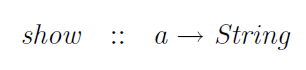 show :: a → String